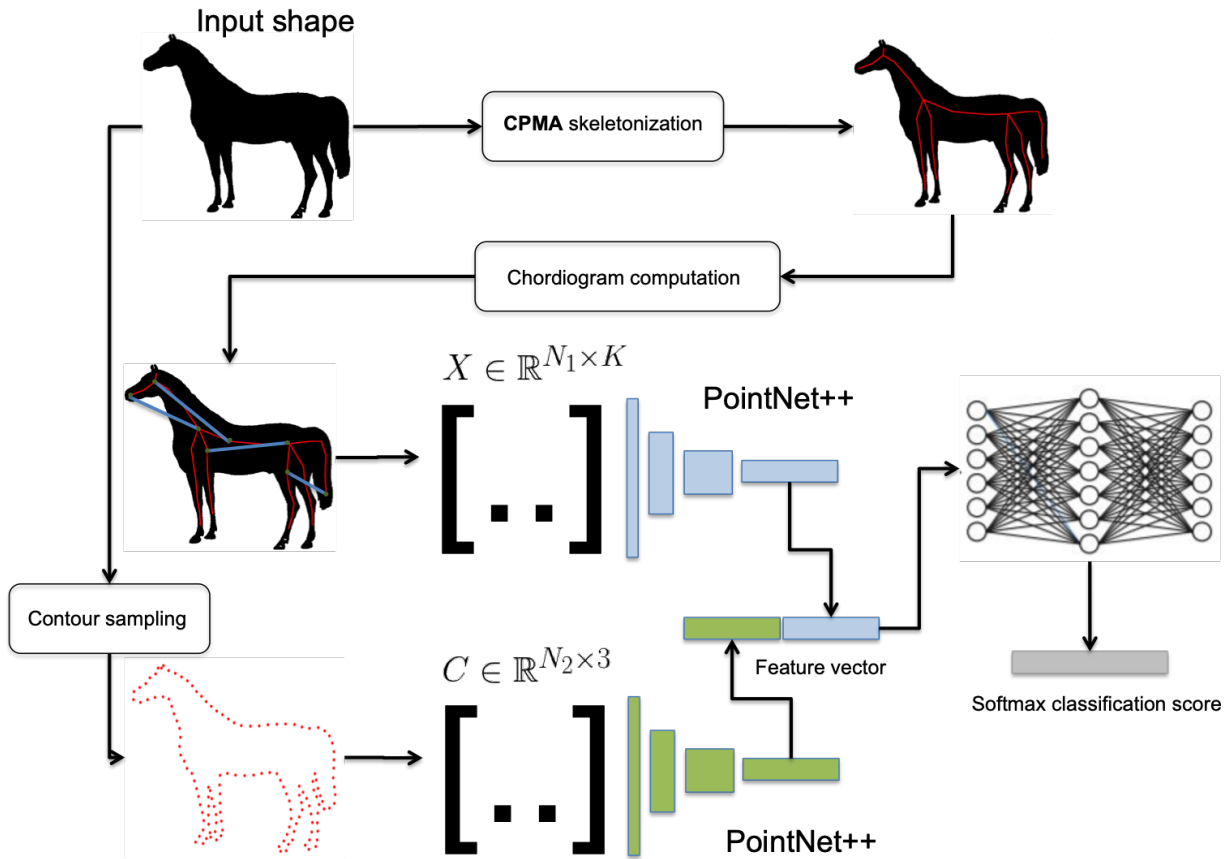 Input shape
CPMA skeletonization
Chordiogram computation
X ∈ ℝ^{N₁×K}
PointNet++
[..]
Contour sampling
C ∈ ℝ^{N₂×3}
Feature vector
[..]
Softmax classification score
PointNet++